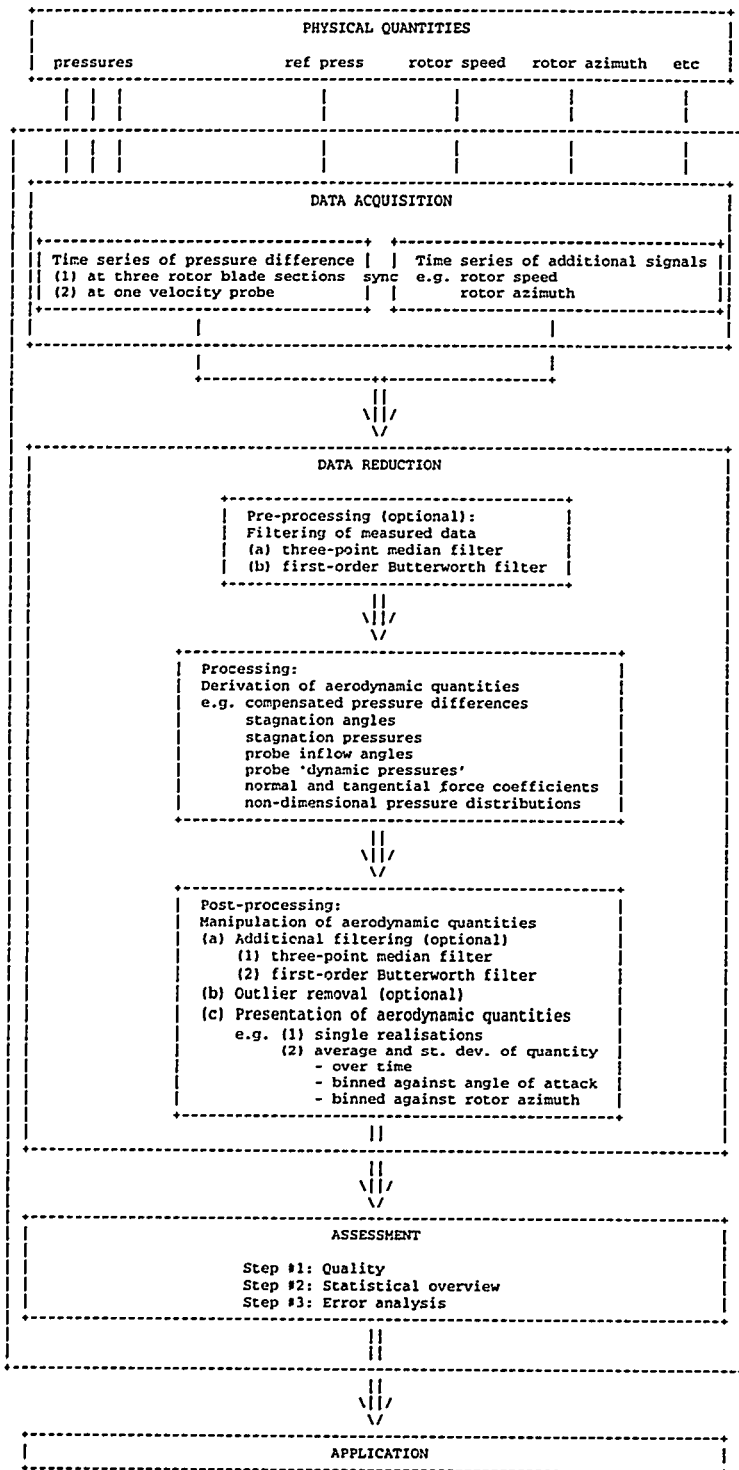 PHYSICAL QUANTITIES
pressures ref press rotor speed rotor azimuth etc
DATA ACQUISITION
Time series of pressure difference
(1) at three rotor blade sections
(2) at one velocity probe
sync
Time series of additional signals
e.g. rotor speed
rotor azimuth
DATA REDUCTION
Pre-processing (optional):
Filtering of measured data
(a) three-point median filter
(b) first-order Butterworth filter
Processing:
Derivation of aerodynamic quantities
e.g. compensated pressure differences
stagnation angles
stagnation pressures
probe inflow angles
probe 'dynamic pressures'
normal and tangential force coefficients
non-dimensional pressure distributions
Post-processing:
Manipulation of aerodynamic quantities
(a) Additional filtering (optional)
(1) three-point median filter
(2) first-order Butterworth filter
(b) Outlier removal (optional)
(c) Presentation of aerodynamic quantities
e.g. (1) single realisations
(2) average and st. dev. of quantity
- over time
- binned against angle of attack
- binned against rotor azimuth
ASSESSMENT
Step #1: Quality
Step #2: Statistical overview
Step #3: Error analysis
APPLICATION